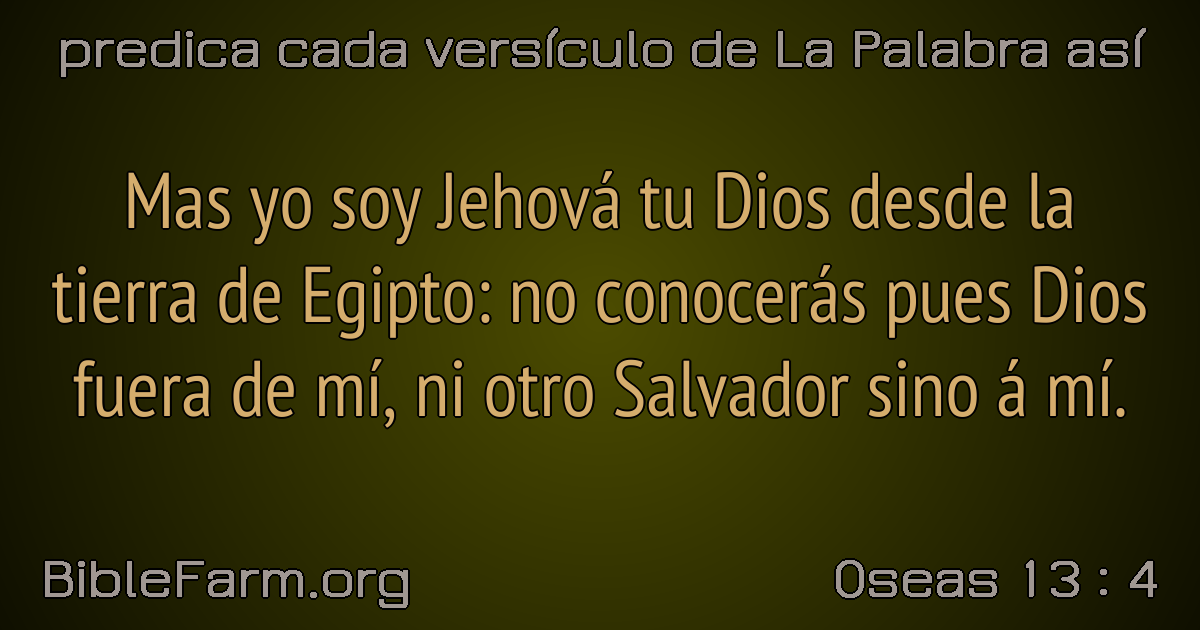 predica cada versículo de La Palabra así
Mas yo soy Jehová tu Dios desde la
tierra de Egipto: no conocerás pues Dios
fuera de mí, ni otro Salvador sino á mí.
BibleFarm.org
Oseas 13 : 4